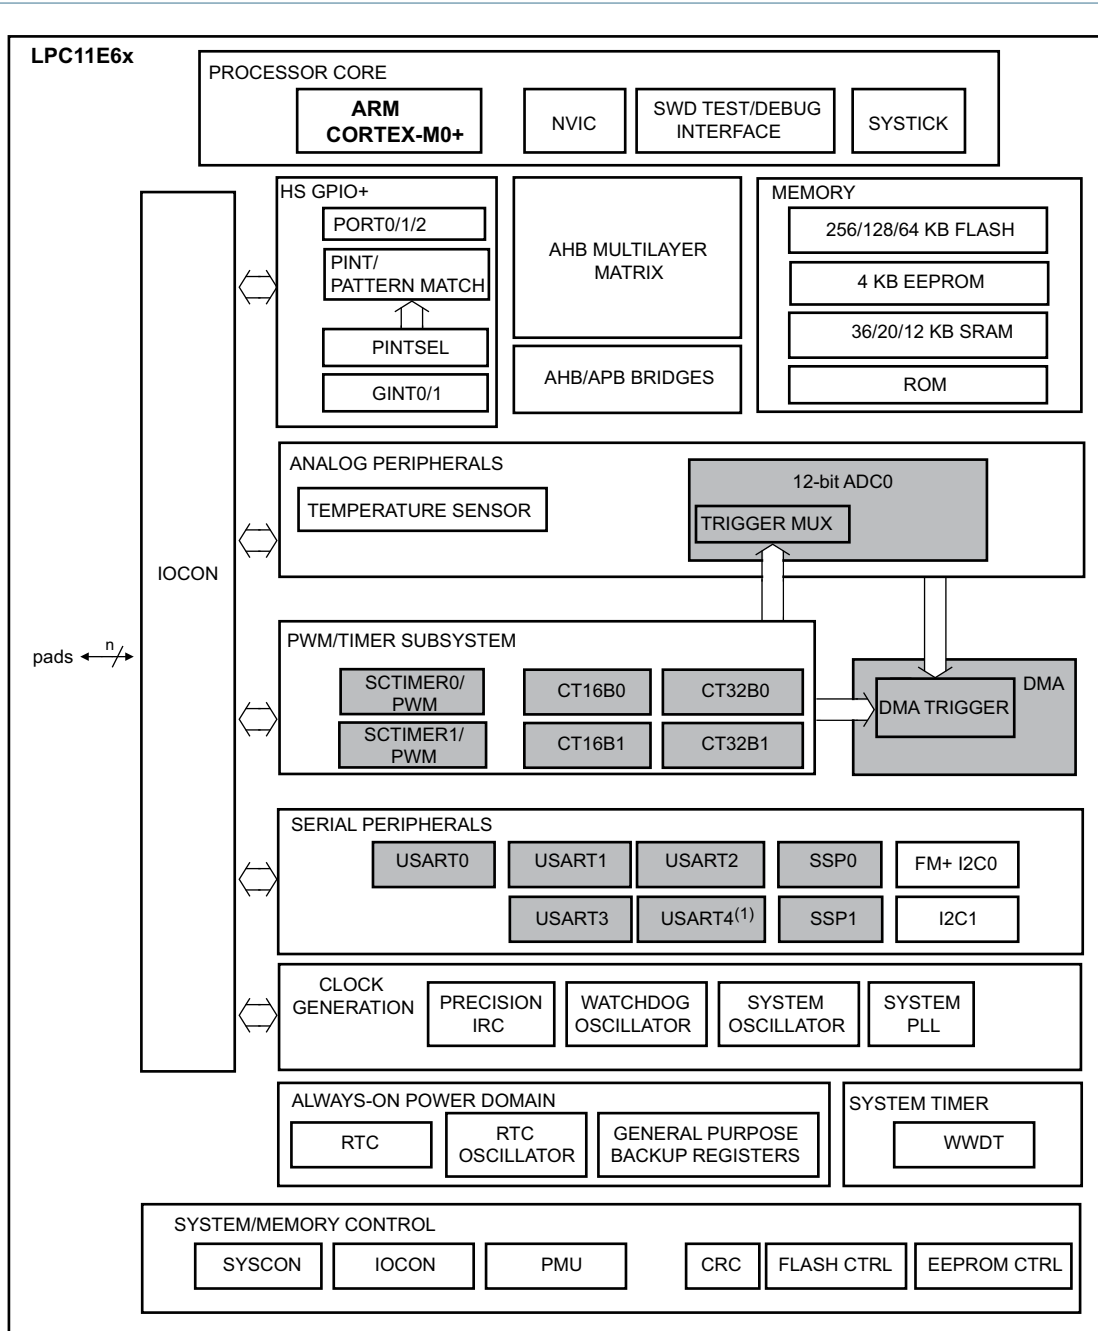 LPC11E6x
PROCESSOR CORE
ARM
CORTEX-M0+
NVIC
SWD TEST/DEBUG
INTERFACE
SYSTICK
HS GPIO+
PORT0/1/2
PINT/
PATTERN MATCH
PINTSEL
GINT0/1
AHB MULTILAYER
MATRIX
AHB/APB BRIDGES
MEMORY
256/128/64 KB FLASH
4 KB EEPROM
36/20/12 KB SRAM
ROM
IOCON
pads
n
ANALOG PERIPHERALS
TEMPERATURE SENSOR
12-bit ADC0
TRIGGER MUX
PWM/TIMER SUBSYSTEM
SCTIMER0/
PWM
CT16B0
CT32B0
SCTIMER1/
PWM
CT16B1
CT32B1
DMA
DMA TRIGGER
SERIAL PERIPHERALS
USART0
USART1
USART2
SSP0
FM+ I2C0
USART3
USART4(1)
SSP1
I2C1
CLOCK
GENERATION
PRECISION
IRC
WATCHDOG
OSCILLATOR
SYSTEM
OSCILLATOR
SYSTEM
PLL
ALWAYS-ON POWER DOMAIN
RTC
RTC
OSCILLATOR
GENERAL PURPOSE
BACKUP REGISTERS
SYSTEM TIMER
WWDT
SYSTEM/MEMORY CONTROL
SYSCON
IOCON
PMU
CRC
FLASH CTRL
EEPROM CTRL